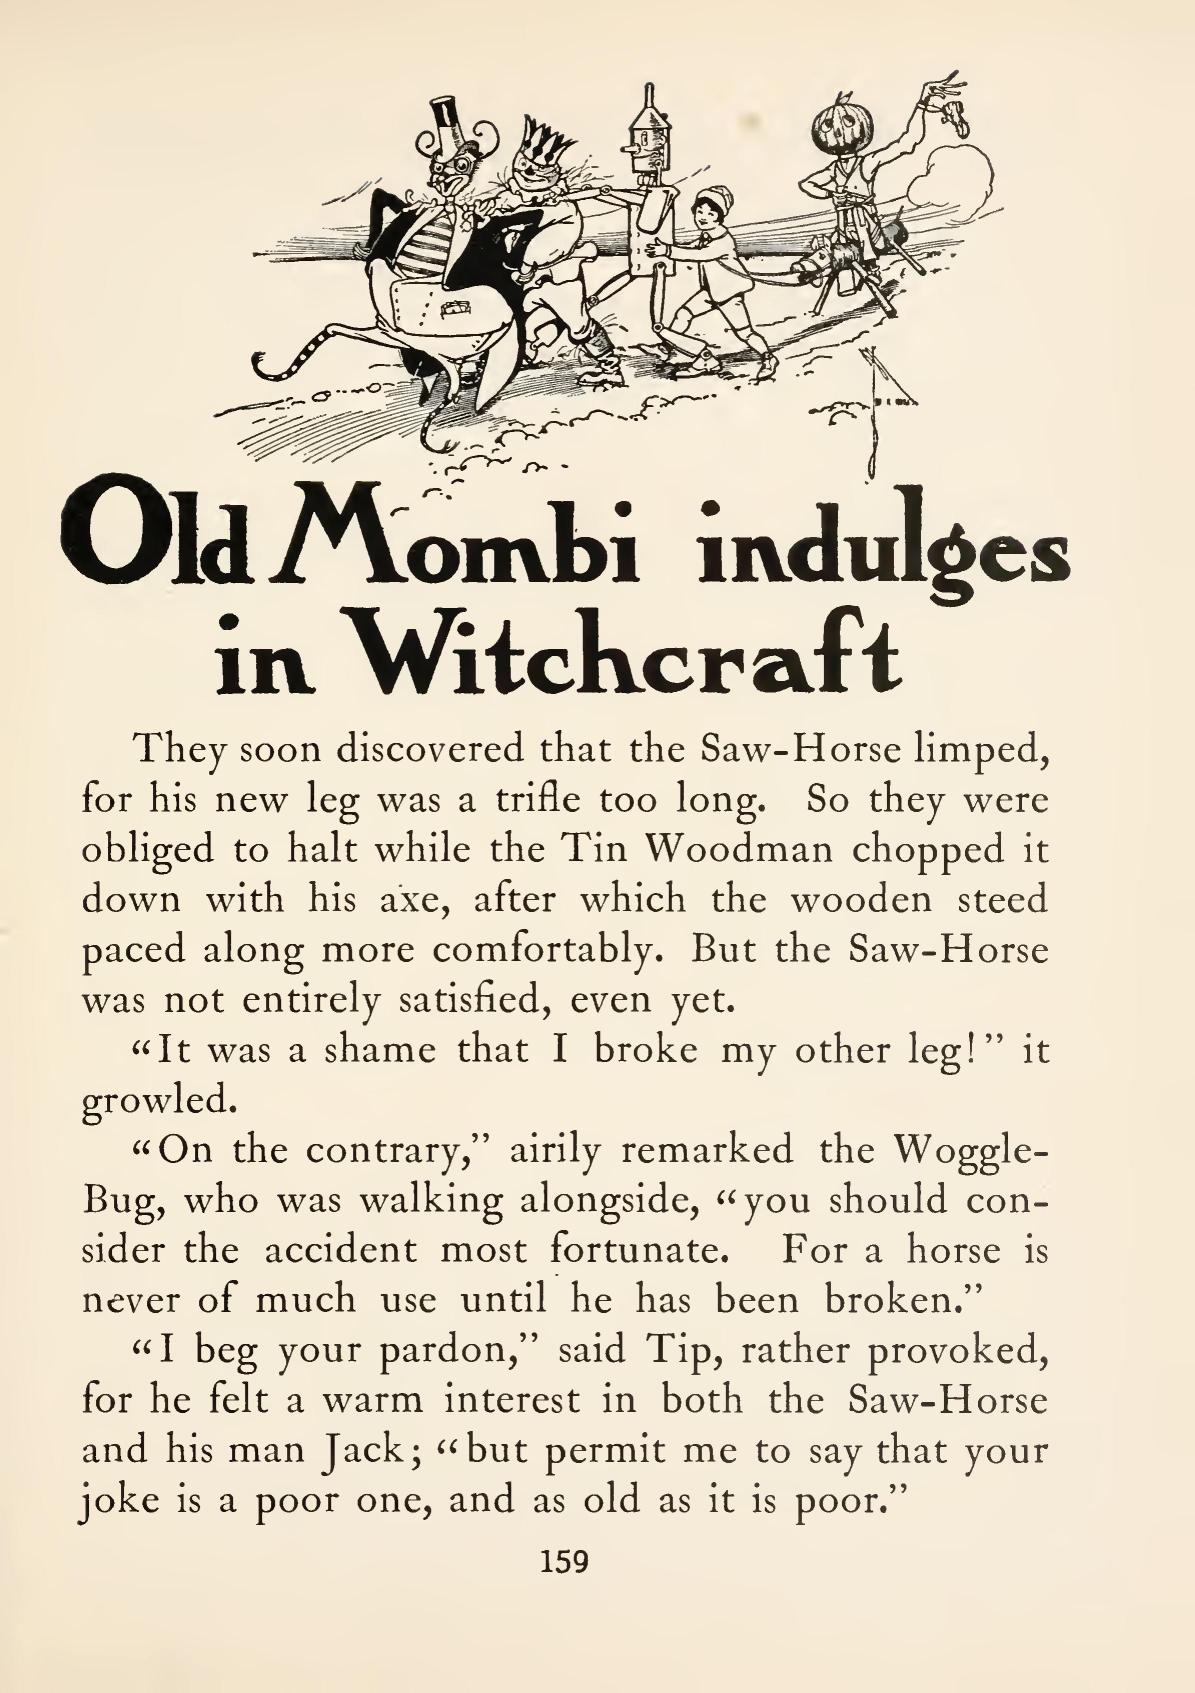 Old Mombi indulges
in Witchcraft
They soon discovered that the Saw-Horse limped,
for his new leg was a trifle too long. So they were
obliged to halt while the Tin Woodman chopped it
down with his axe, after which the wooden steed
paced along more comfortably. But the Saw-Horse
was not entirely satisfied, even yet.
“It was a shame that I broke my other leg!” it
growled.
“On the contrary,” airily remarked the Woggle-
Bug, who was walking alongside, “you should con-
sider the accident most fortunate. For a horse is
never of much use until he has been broken.”
“I beg your pardon,” said Tip, rather provoked,
for he felt a warm interest in both the Saw-Horse
and his man Jack; “but permit me to say that your
joke is a poor one, and as old as it is poor.”
159